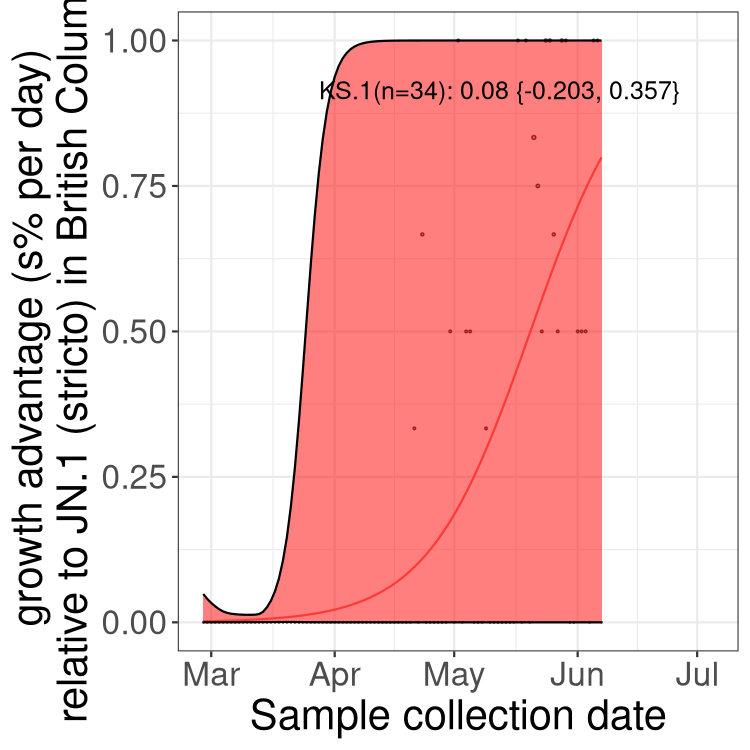 growth advantage (s% per day)
relative to JN.1 (stricto) in British Colum
1.00
0.75
0.50
0.25
0.00
KS.1(n=34): 0.08 {-0.203, 0.357}
Mar Apr May Jun Jul
Sample collection date